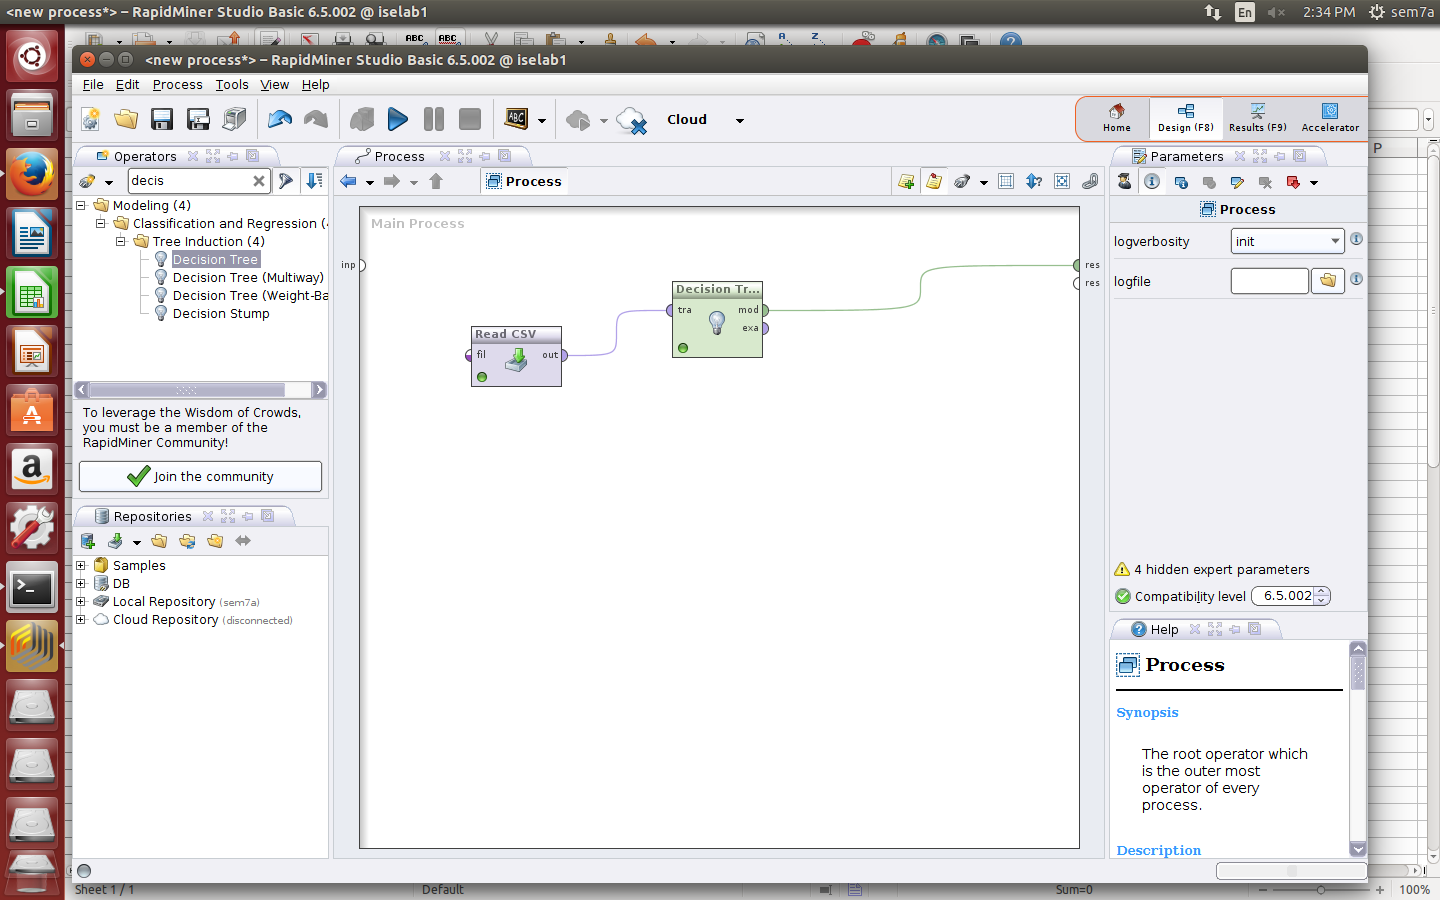 <new process*> – RapidMiner Studio Basic 6.5.002 @ iselab1
En
2:34 PM
sem7a
<new process*> – RapidMiner Studio Basic 6.5.002 @ iselab1
File Edit Process Tools View Help
Cloud
Home
Design (F8)
Results (F9)
Accelerator
Operators
decis
Modeling (4)
Classification and Regression (4
Tree Induction (4)
Decision Tree
Decision Tree (Multiway)
Decision Tree (Weight-Ba
Decision Stump
To leverage the Wisdom of Crowds,
you must be a member of the
RapidMiner Community!
Join the community
Repositories
Samples
DB
Local Repository (sem7a)
Cloud Repository (disconnected)
Process
Process
Main Process
inp
Read CSV
fil
out
Decision Tr...
tra
mod
exa
res
res
Parameters
Process
logverbosity
init
logfile
4 hidden expert parameters
Compatibility level
6.5.002
Help
Process
Synopsis
The root operator which
is the outer most
operator of every
process.
Description
P
ABC
ABC
ABC
Sheet 1 / 1
Default
Sum=0
100%